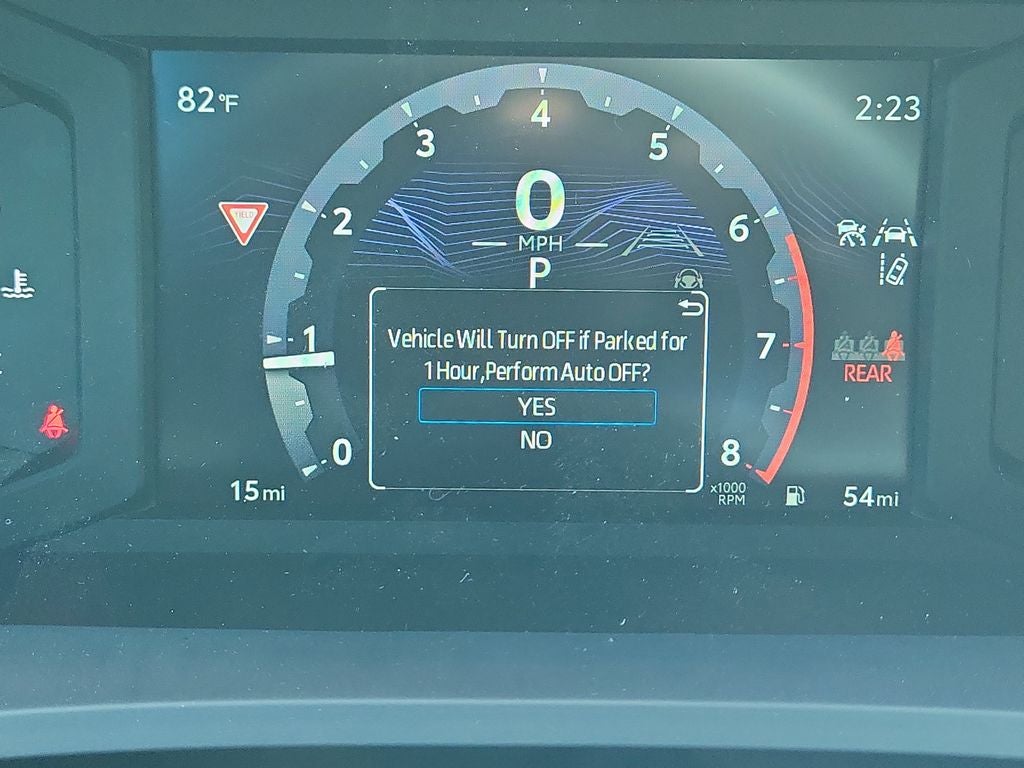 82°F
2:23
4
3
5
0
YIELD
2
6
MPH
P
1
Vehicle Will Turn OFF if Parked for
7
1 Hour,Perform Auto OFF?
REAR
YES
NO
0
8
15mi
x1000
RPM
54mi